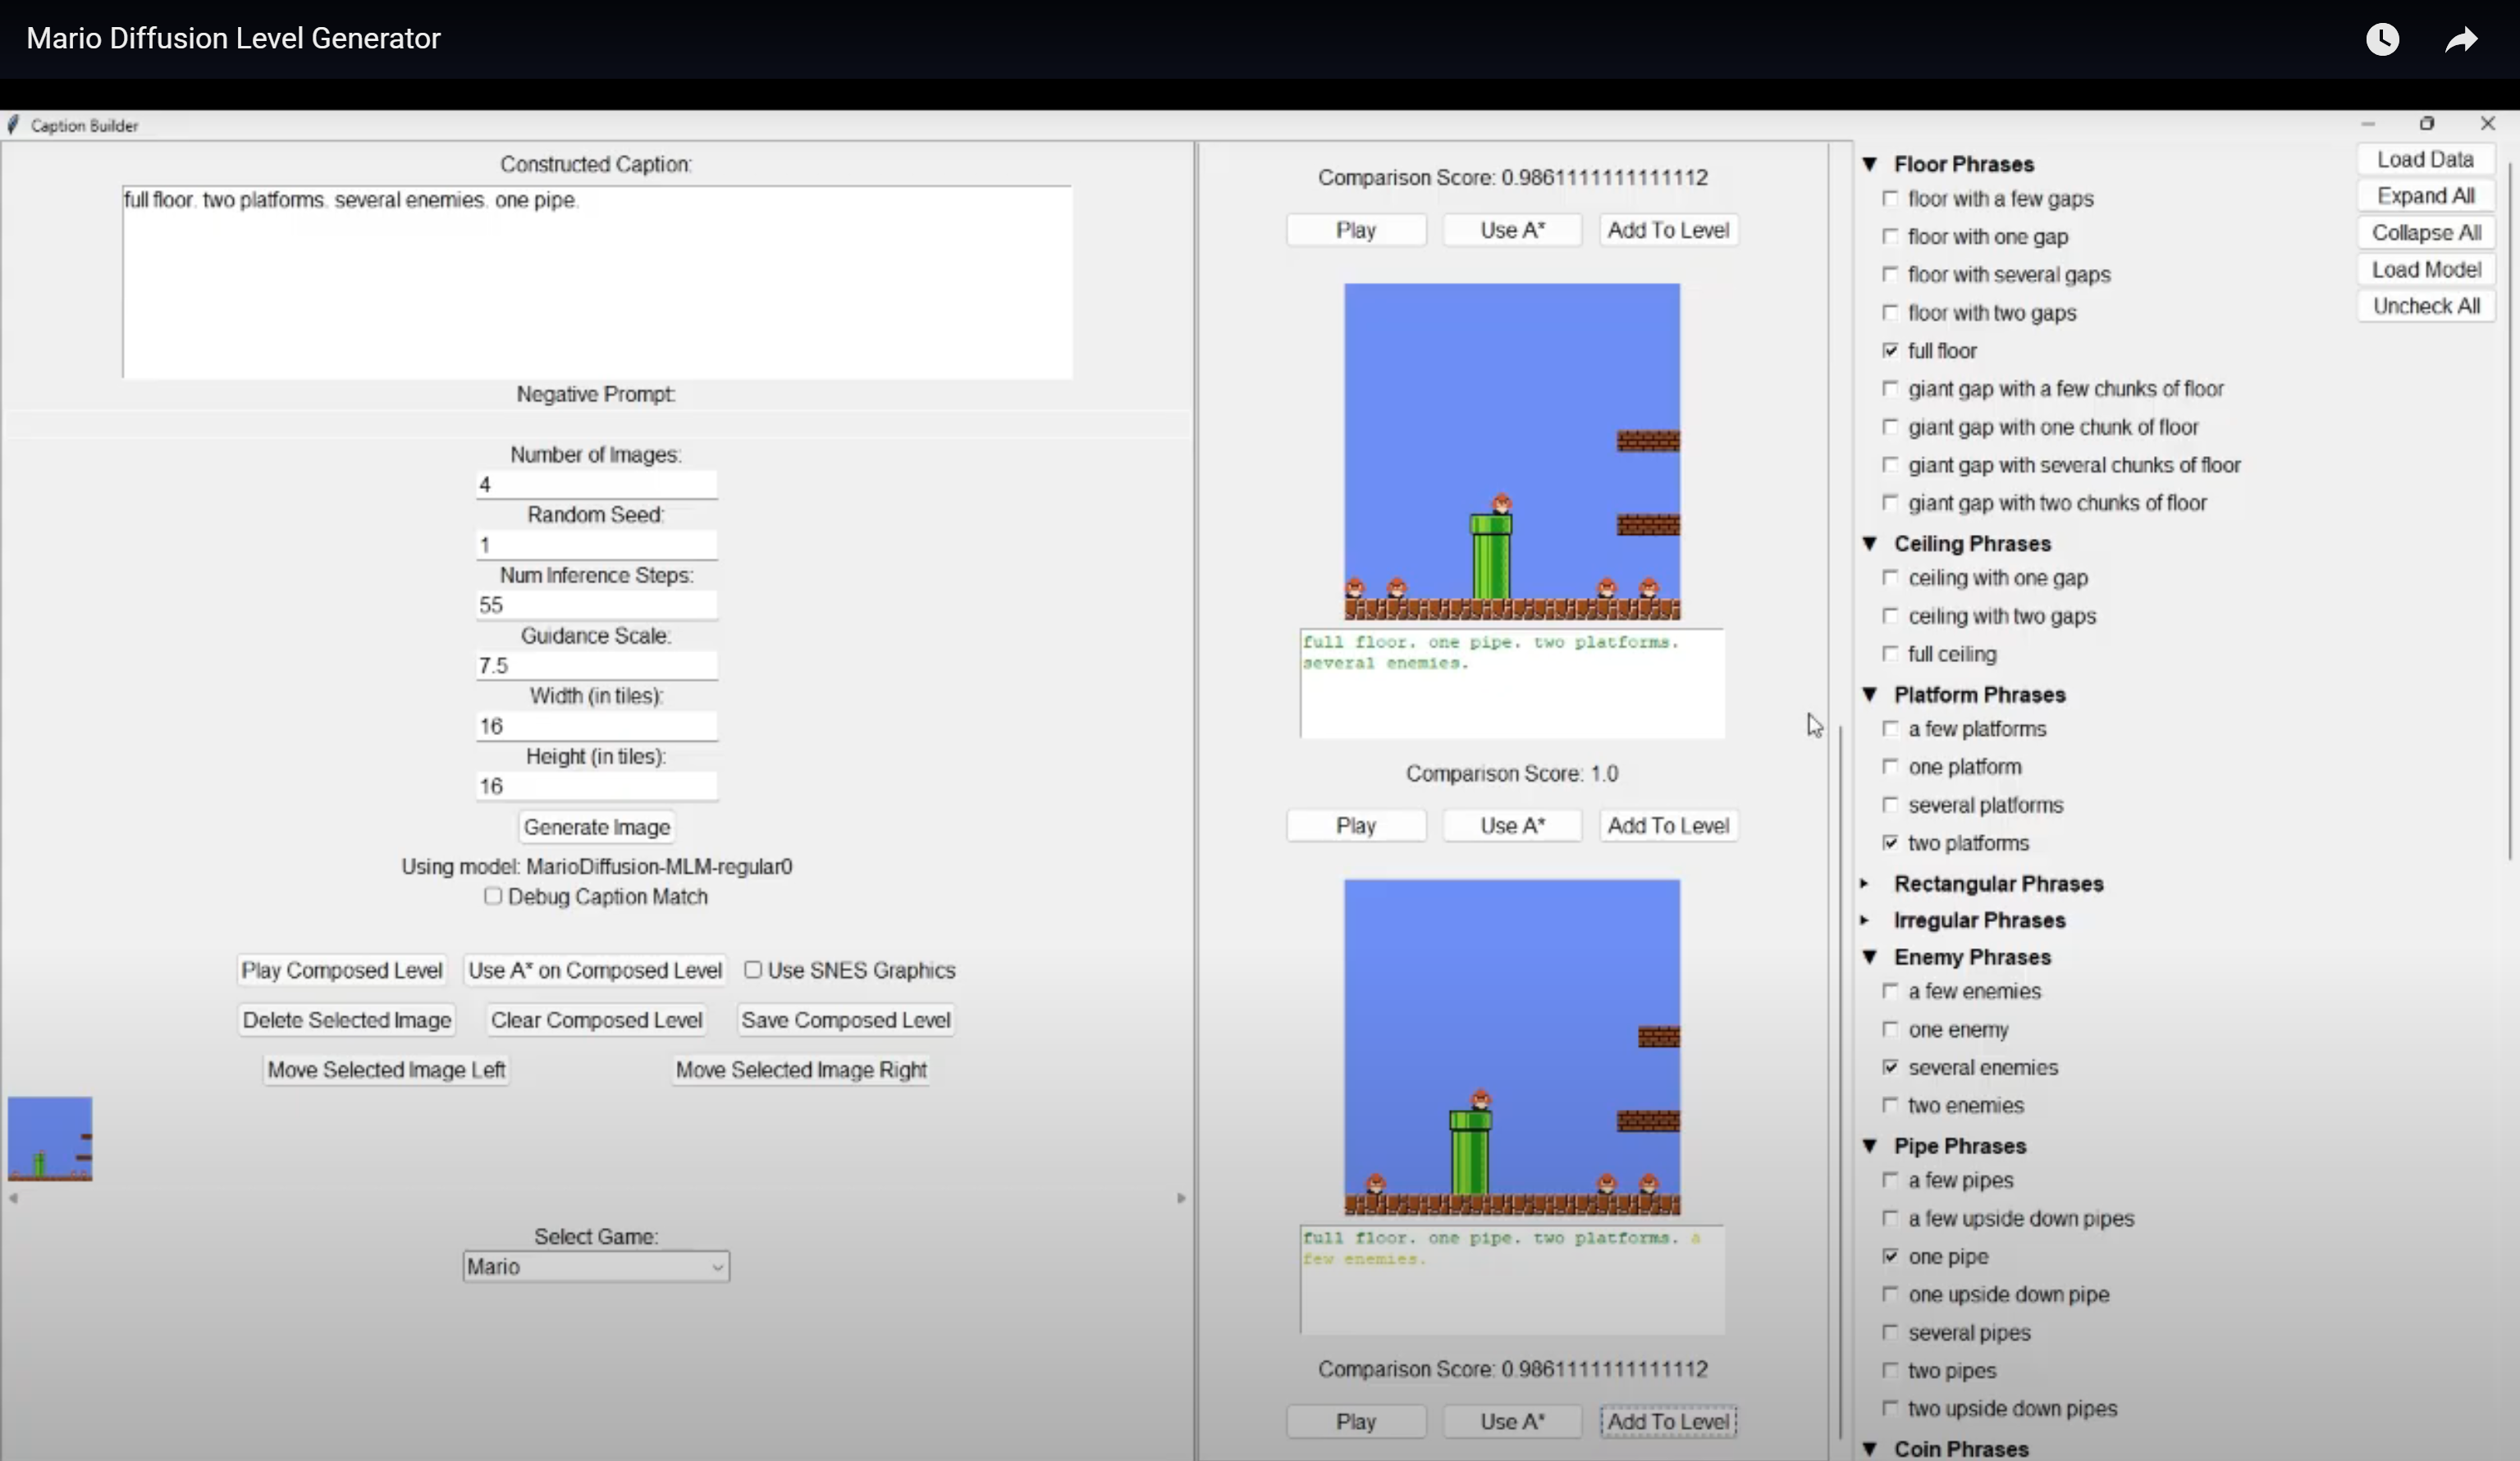 Mario Diffusion Level Generator
Caption Builder
Constructed Caption:
full floor. two platforms. several enemies. one pipe.
Negative Prompt:
Number of Images:
4
Random Seed:
1
Num Inference Steps:
55
Guidance Scale:
7.5
Width (in tiles):
16
Height (in tiles):
16
Generate Image
Using model: MarioDiffusion-MLM-regular0
Debug Caption Match
Play Composed Level
Use A* on Composed Level
Use SNES Graphics
Delete Selected Image
Clear Composed Level
Save Composed Level
Move Selected Image Left
Move Selected Image Right
Select Game:
Mario
Comparison Score: 0.9861111111111112
Play
Use A*
Add To Level
full floor. one pipe. two platforms.
several enemies.
Comparison Score: 1.0
Play
Use A*
Add To Level
full floor. one pipe. two platforms. a
few enemies.
Comparison Score: 0.9861111111111112
Play
Use A*
Add To Level
Floor Phrases
floor with a few gaps
floor with one gap
floor with several gaps
floor with two gaps
full floor
giant gap with a few chunks of floor
giant gap with one chunk of floor
giant gap with several chunks of floor
giant gap with two chunks of floor
Ceiling Phrases
ceiling with one gap
ceiling with two gaps
full ceiling
Platform Phrases
a few platforms
one platform
several platforms
two platforms
Rectangular Phrases
Irregular Phrases
Enemy Phrases
a few enemies
one enemy
several enemies
two enemies
Pipe Phrases
a few pipes
a few upside down pipes
one pipe
one upside down pipe
several pipes
two pipes
two upside down pipes
Coin Phrases
Load Data
Expand All
Collapse All
Load Model
Uncheck All